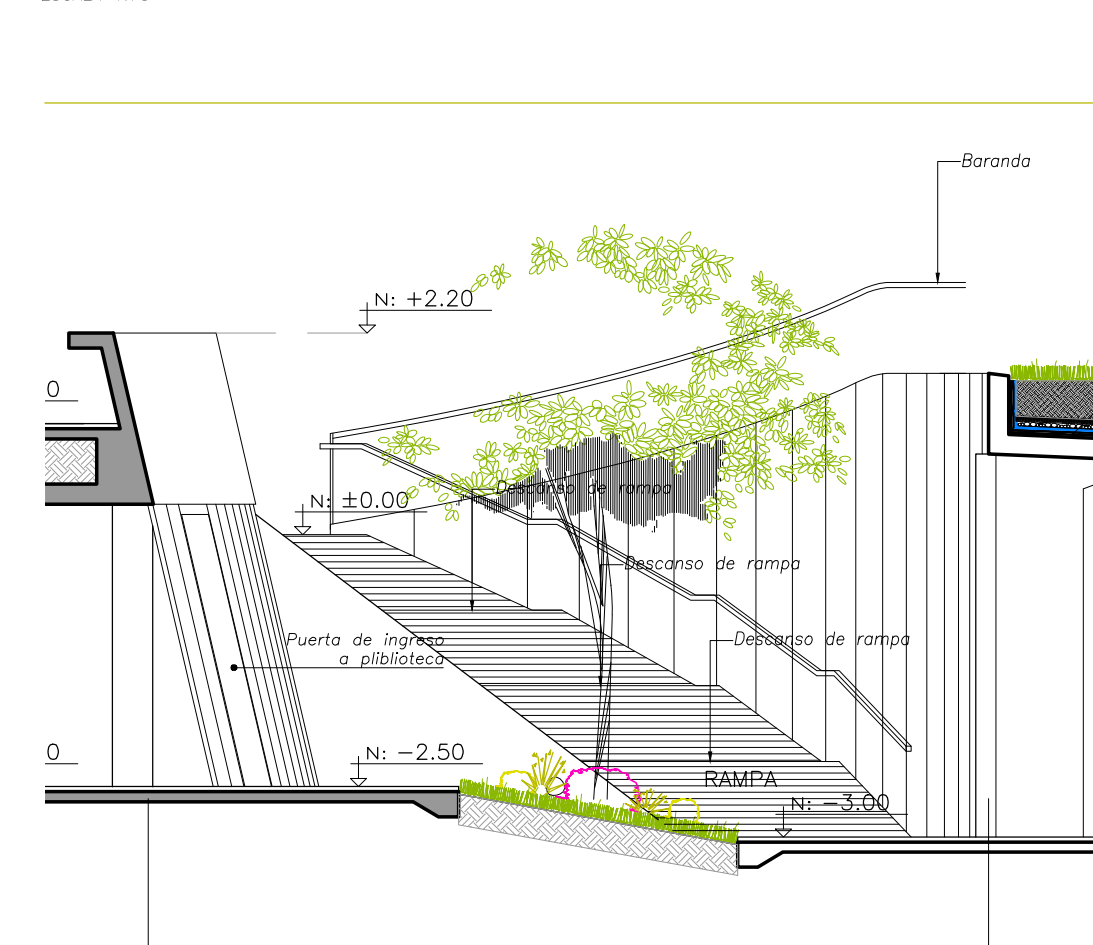 Baranda
N: +2.20
0
Descanso de rampa
N: ±0.00
Descanso de rampa
Puerta de ingreso
a pliblioteca
Descanso de rampa
0
N: −2.50
RAMPA
N: −3.00